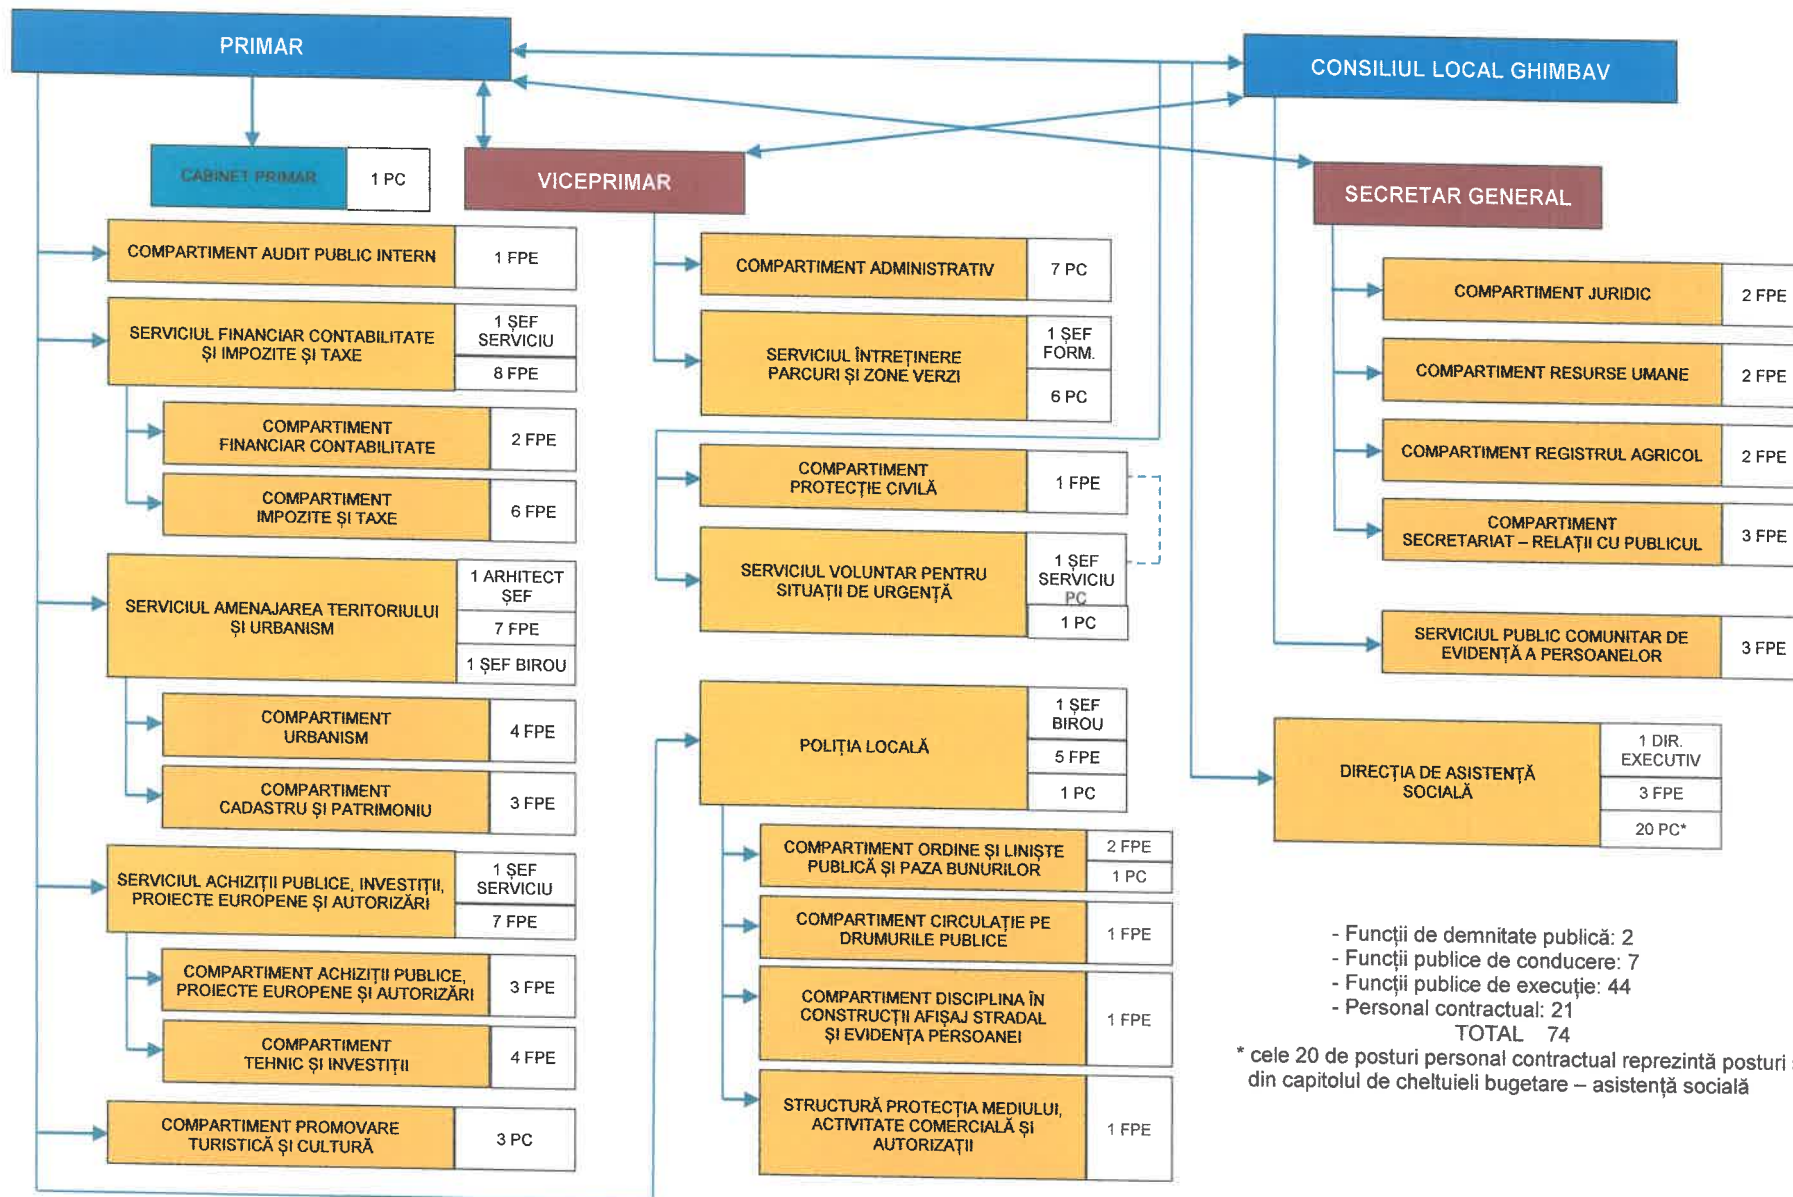 PRIMAR
CONSILIUL LOCAL GHIMBAV
CABINET PRIMAR
1 PC
VICEPRIMAR
SECRETAR GENERAL
COMPARTIMENT AUDIT PUBLIC INTERN
1 FPE
SERVICIUL FINANCIAR CONTABILITATE
ȘI IMPOZITE ȘI TAXE
1 ȘEF
SERVICIU
8 FPE
COMPARTIMENT
FINANCIAR CONTABILITATE
2 FPE
COMPARTIMENT
IMPOZITE ȘI TAXE
6 FPE
SERVICIUL AMENAJAREA TERITORIULUI
ȘI URBANISM
1 ARHITECT
ȘEF
7 FPE
1 ȘEF BIROU
COMPARTIMENT
URBANISM
4 FPE
COMPARTIMENT
CADASTRU ȘI PATRIMONIU
3 FPE
SERVICIUL ACHIZIȚII PUBLICE, INVESTIȚII,
PROIECTE EUROPENE ȘI AUTORIZĂRI
1 ȘEF
SERVICIU
7 FPE
COMPARTIMENT ACHIZIȚII PUBLICE,
PROIECTE EUROPENE ȘI AUTORIZĂRI
3 FPE
COMPARTIMENT
TEHNIC ȘI INVESTIȚII
4 FPE
COMPARTIMENT PROMOVARE
TURISTICĂ ȘI CULTURĂ
3 PC
COMPARTIMENT ADMINISTRATIV
7 PC
SERVICIUL ÎNTREȚINERE
PARCURI ȘI ZONE VERZI
1 ȘEF
FORM.
6 PC
COMPARTIMENT
PROTECȚIE CIVILĂ
1 FPE
SERVICIUL VOLUNTAR PENTRU
SITUAȚII DE URGENȚĂ
1 ȘEF
SERVICIU
PC
1 PC
POLIȚIA LOCALĂ
1 ȘEF
BIROU
5 FPE
1 PC
COMPARTIMENT ORDINE ȘI LINIȘTE
PUBLICĂ ȘI PAZA BUNURILOR
2 FPE
1 PC
COMPARTIMENT CIRCULAȚIE PE
DRUMURILE PUBLICE
1 FPE
COMPARTIMENT DISCIPLINA ÎN
CONSTRUCȚII AFIȘAJ STRADAL
ȘI EVIDENȚA PERSOANEI
1 FPE
STRUCTURĂ PROTECȚIA MEDIULUI,
ACTIVITATE COMERCIALĂ ȘI
AUTORIZAȚII
1 FPE
COMPARTIMENT JURIDIC
2 FPE
COMPARTIMENT RESURSE UMANE
2 FPE
COMPARTIMENT REGISTRUL AGRICOL
2 FPE
COMPARTIMENT
SECRETARIAT – RELAȚII CU PUBLICUL
3 FPE
SERVICIUL PUBLIC COMUNITAR DE
EVIDENȚĂ A PERSOANELOR
3 FPE
DIRECȚIA DE ASISTENȚĂ
SOCIALĂ
1 DIR.
EXECUTIV
3 FPE
20 PC*
- Funcții de demnitate publică: 2
- Funcții publice de conducere: 7
- Funcții publice de execuție: 44
- Personal contractual: 21
TOTAL 74
* cele 20 de posturi personal contractual reprezintă posturi
din capitolul de cheltuieli bugetare – asistență socială